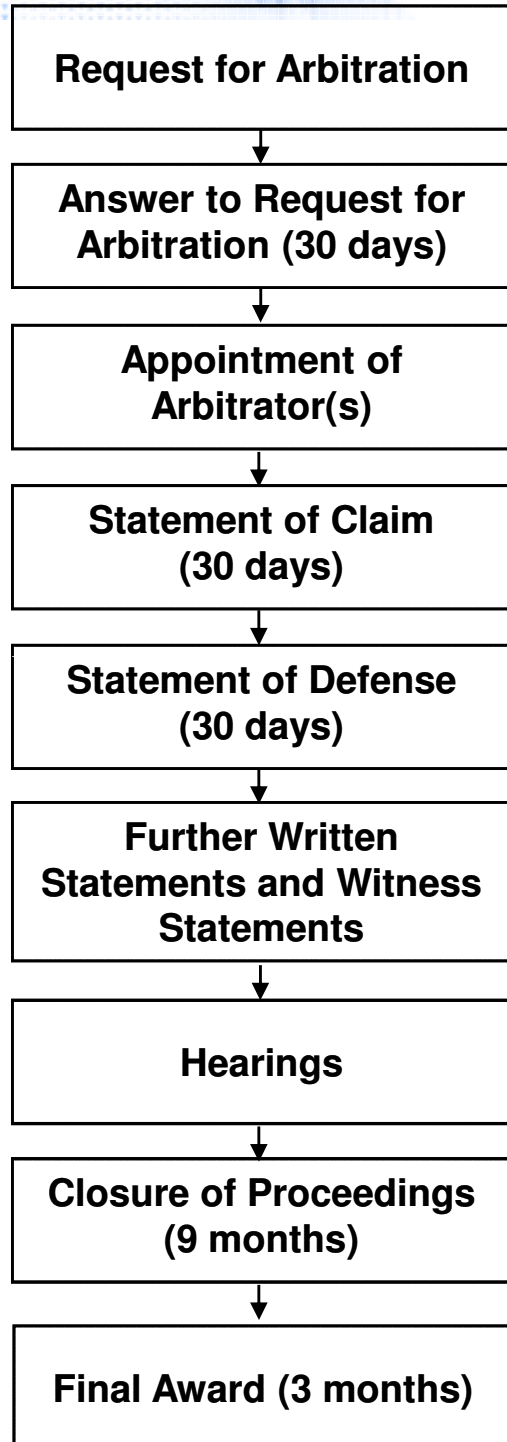 Request for Arbitration
Answer to Request for
Arbitration (30 days)
Appointment of
Arbitrator(s)
Statement of Claim
(30 days)
Statement of Defense
(30 days)
Further Written
Statements and Witness
Statements
Hearings
Closure of Proceedings
(9 months)
Final Award (3 months)